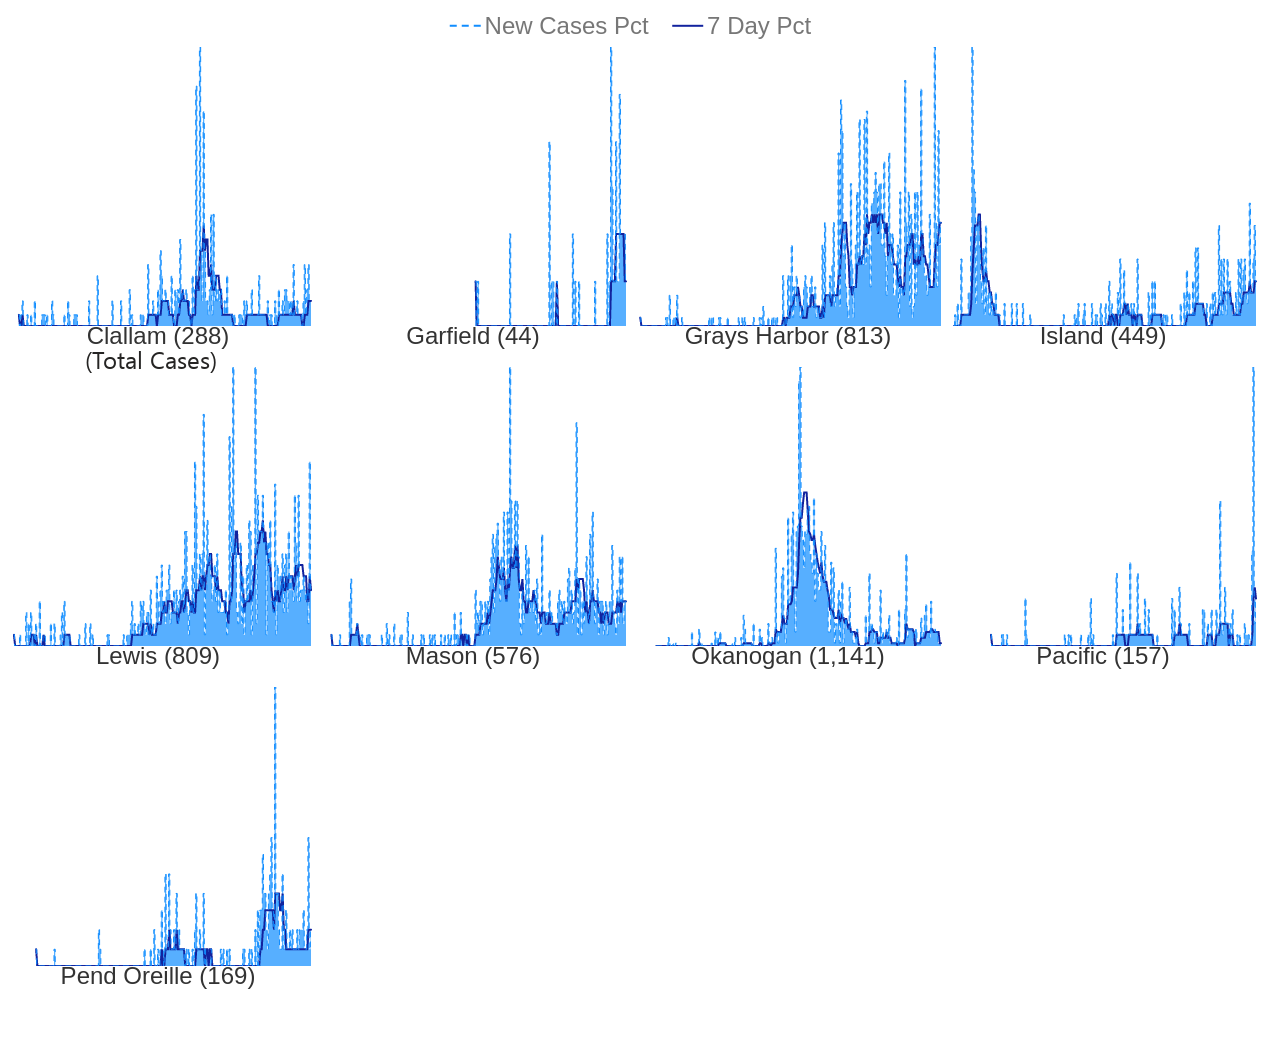 New Cases Pct 7 Day Pct
Clallam (288)
(Total Cases)
Garfield (44)
Grays Harbor (813)
Island (449)
Lewis (809)
Mason (576)
Okanogan (1,141)
Pacific (157)
Pend Oreille (169)